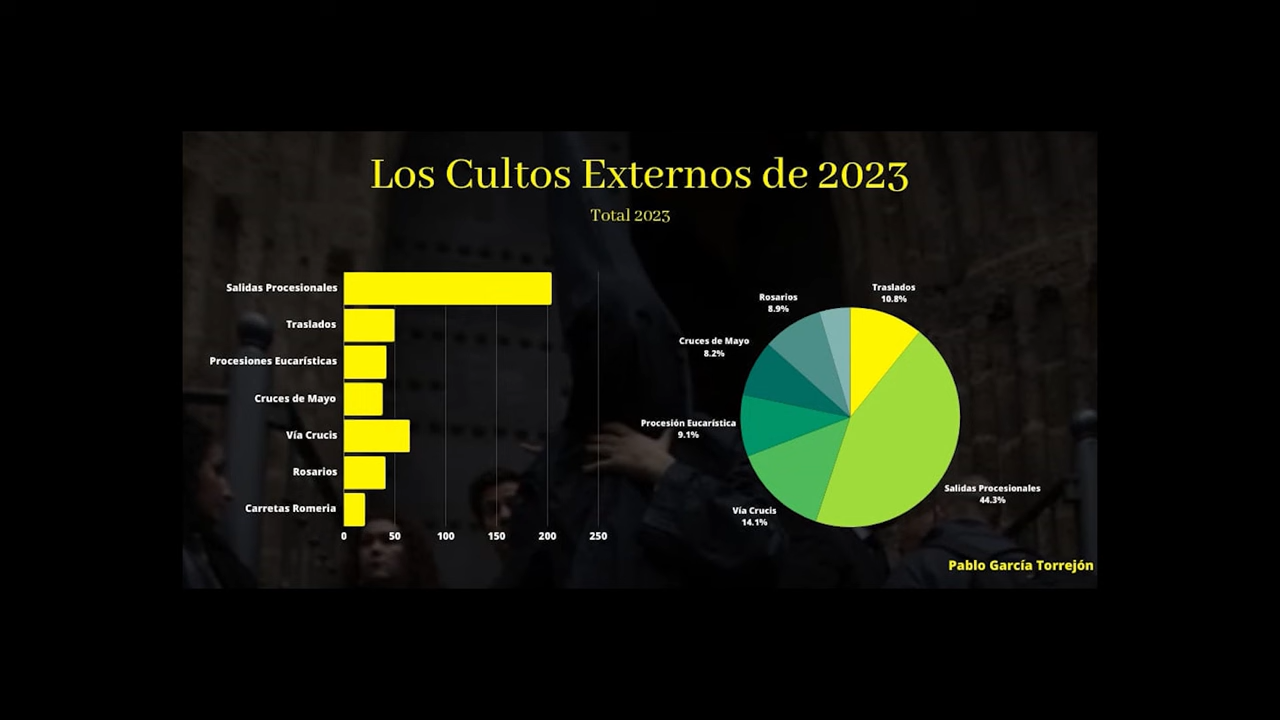 Los Cultos Externos de 2023
Total 2023
Salidas Procesionales
Traslados
Procesiones Eucarísticas
Cruces de Mayo
Vía Crucis
Rosarios
Carretas Romeria
0 50 100 150 200 250
Traslados
10.8%
Rosarios
8.9%
Cruces de Mayo
8.2%
Procesión Eucarística
9.1%
Vía Crucis
14.1%
Salidas Procesionales
44.3%
Pablo García Torrejón